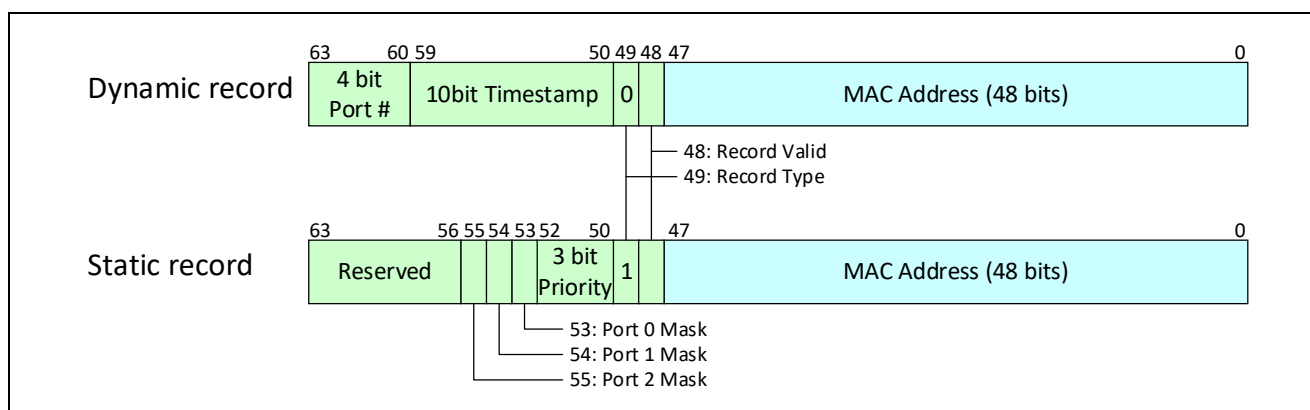 63 60 59 50 49 48 47 0
Dynamic record
4 bit
Port #
10bit Timestamp
0
MAC Address (48 bits)
48: Record Valid
49: Record Type
63 56 55 54 53 52 50 47 0
Static record
Reserved
3 bit
Priority
1
MAC Address (48 bits)
53: Port 0 Mask
54: Port 1 Mask
55: Port 2 Mask